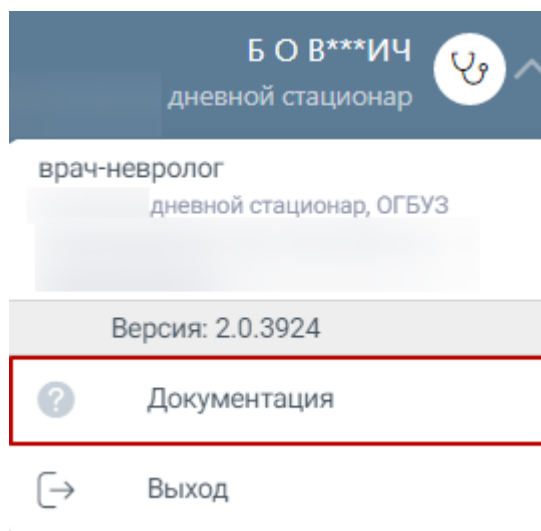 Б О В***ИЧ
дневной стационар
врач-невролог
дневной стационар, ОГБУЗ
Версия: 2.0.3924
? Документация
Выход